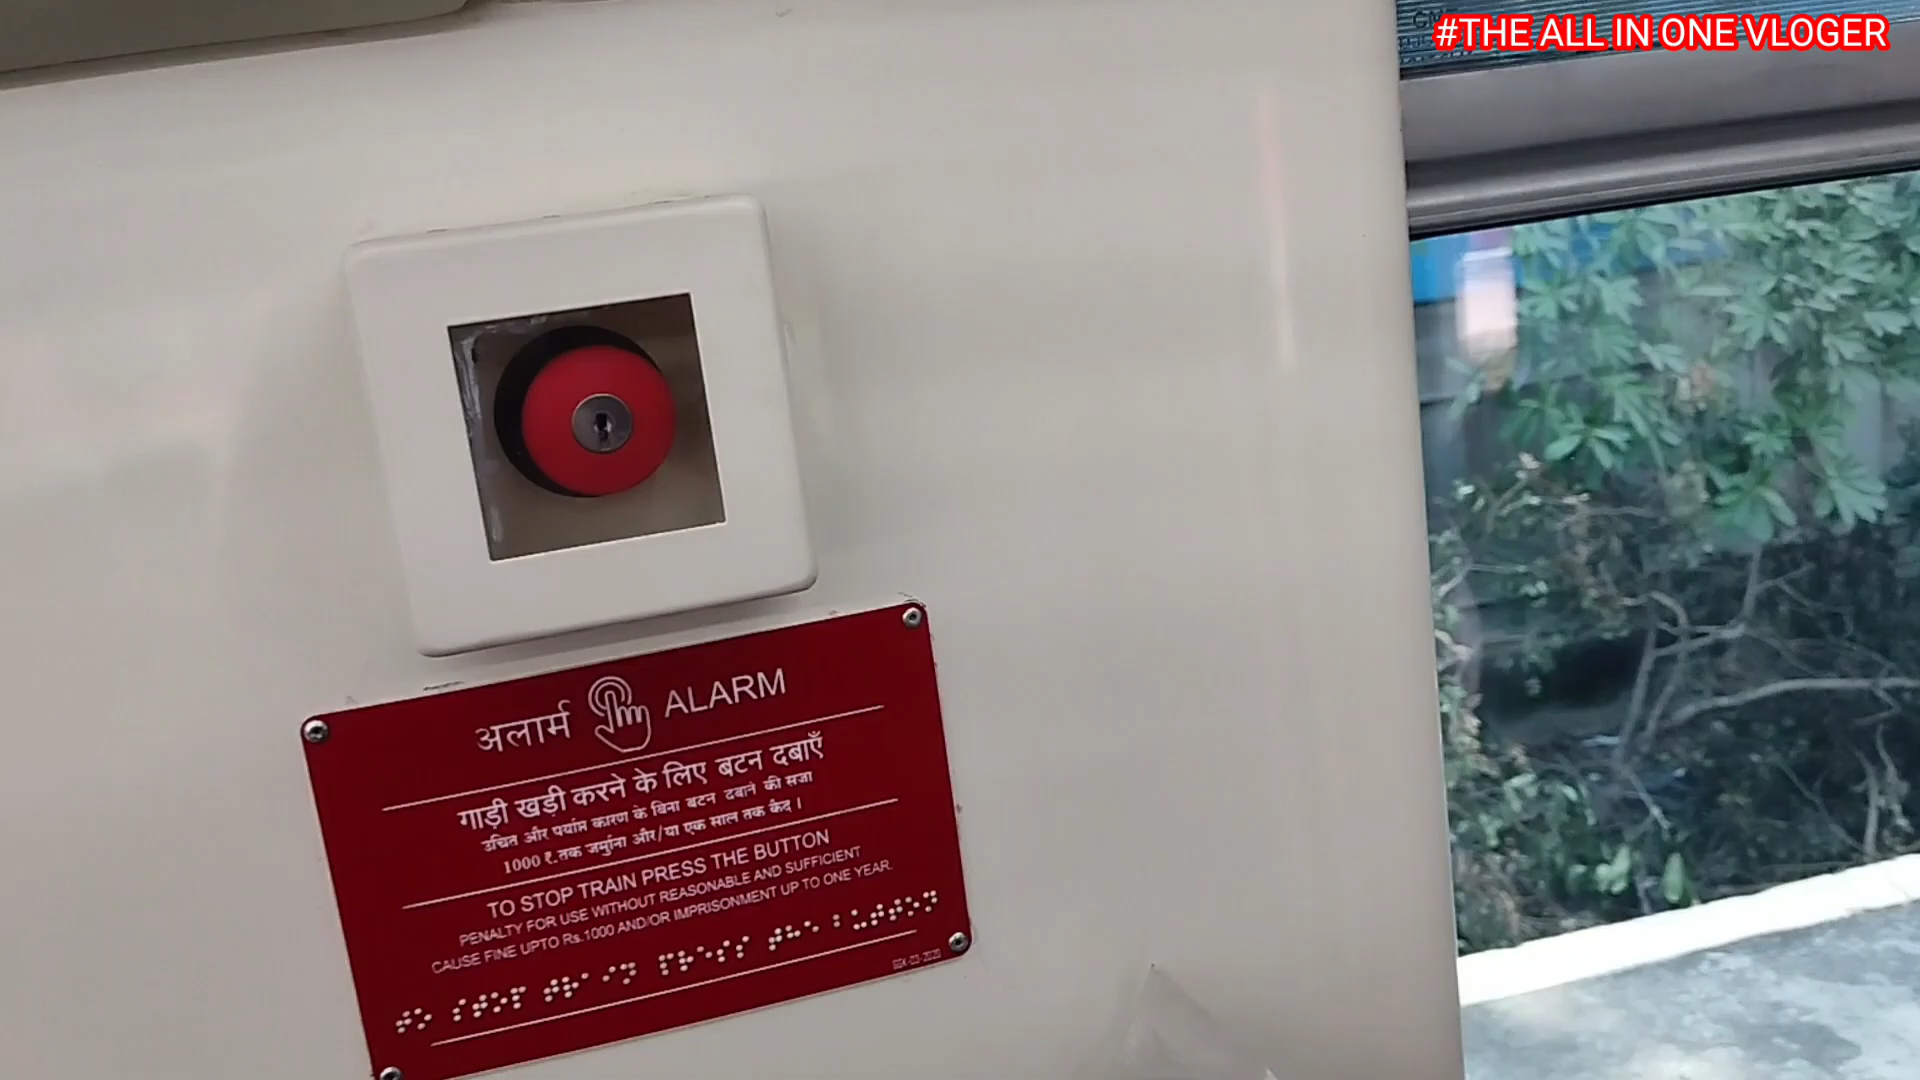 #THE ALL IN ONE VLOGER
अलार्म ALARM
गाड़ी खड़ी करने के लिए बटन दबाएँ
उचित और पर्याप्त कारण के बिना बटन दबाने की सजा
1000 ₹.तक जुर्माना और/या एक साल तक कैद।
TO STOP TRAIN PRESS THE BUTTON
PENALTY FOR USE WITHOUT REASONABLE AND SUFFICIENT
CAUSE FINE UPTO Rs.1000 AND/OR IMPRISONMENT UP TO ONE YEAR.
⠞⠕ ⠎⠞⠕⠏ ⠞⠗⠁⠊⠝ ⠏⠗⠑⠎⠎ ⠞⠓⠑ ⠃⠥⠞⠞⠕⠝